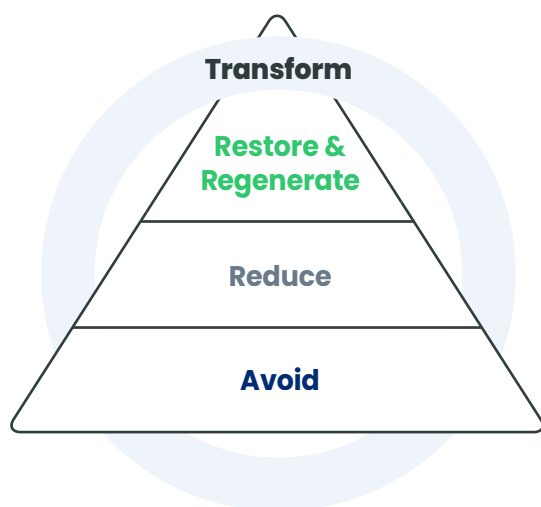 Transform
Restore &
Regenerate
Reduce
Avoid